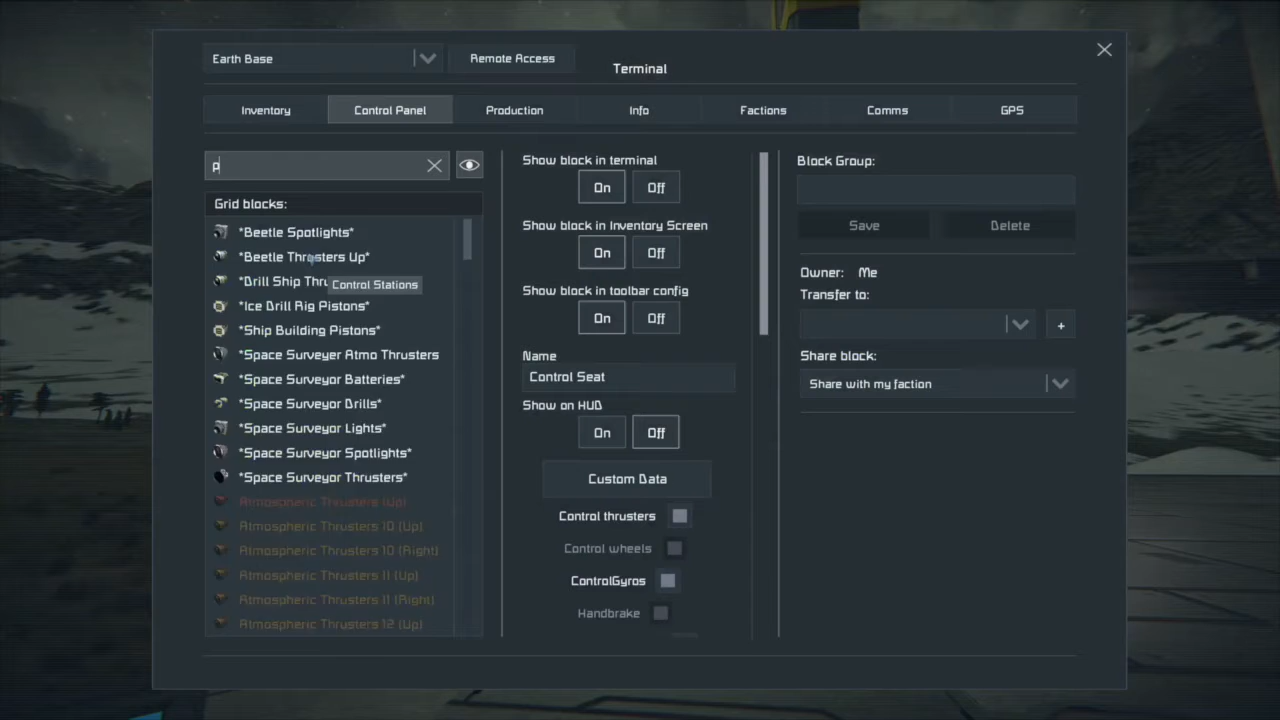 Earth Base
Remote Access
Terminal
Inventory
Control Panel
Production
Info
Factions
Comms
GPS
p
Grid blocks:
*Beetle Spotlights*
*Beetle Thrusters Up*
*Drill Ship Thru
Control Stations
*Ice Drill Rig Pistons*
*Ship Building Pistons*
*Space Surveyer Atmo Thrusters
*Space Surveyor Batteries*
*Space Surveyor Drills*
*Space Surveyor Lights*
*Space Surveyor Spotlights*
*Space Surveyor Thrusters*
Atmospheric Thrusters (Up)
Atmospheric Thrusters 10 (Up)
Atmospheric Thrusters 10 (Right)
Atmospheric Thrusters 11 (Up)
Atmospheric Thrusters 11 (Right)
Atmospheric Thrusters 12 (Up)
Show block in terminal
On Off
Show block in Inventory Screen
On Off
Show block in toolbar config
On Off
Name
Control Seat
Show on HUD
On Off
Custom Data
Control thrusters
Control wheels
ControlGyros
Handbrake
Block Group:
Save
Delete
Owner: Me
Transfer to:
+
Share block:
Share with my faction